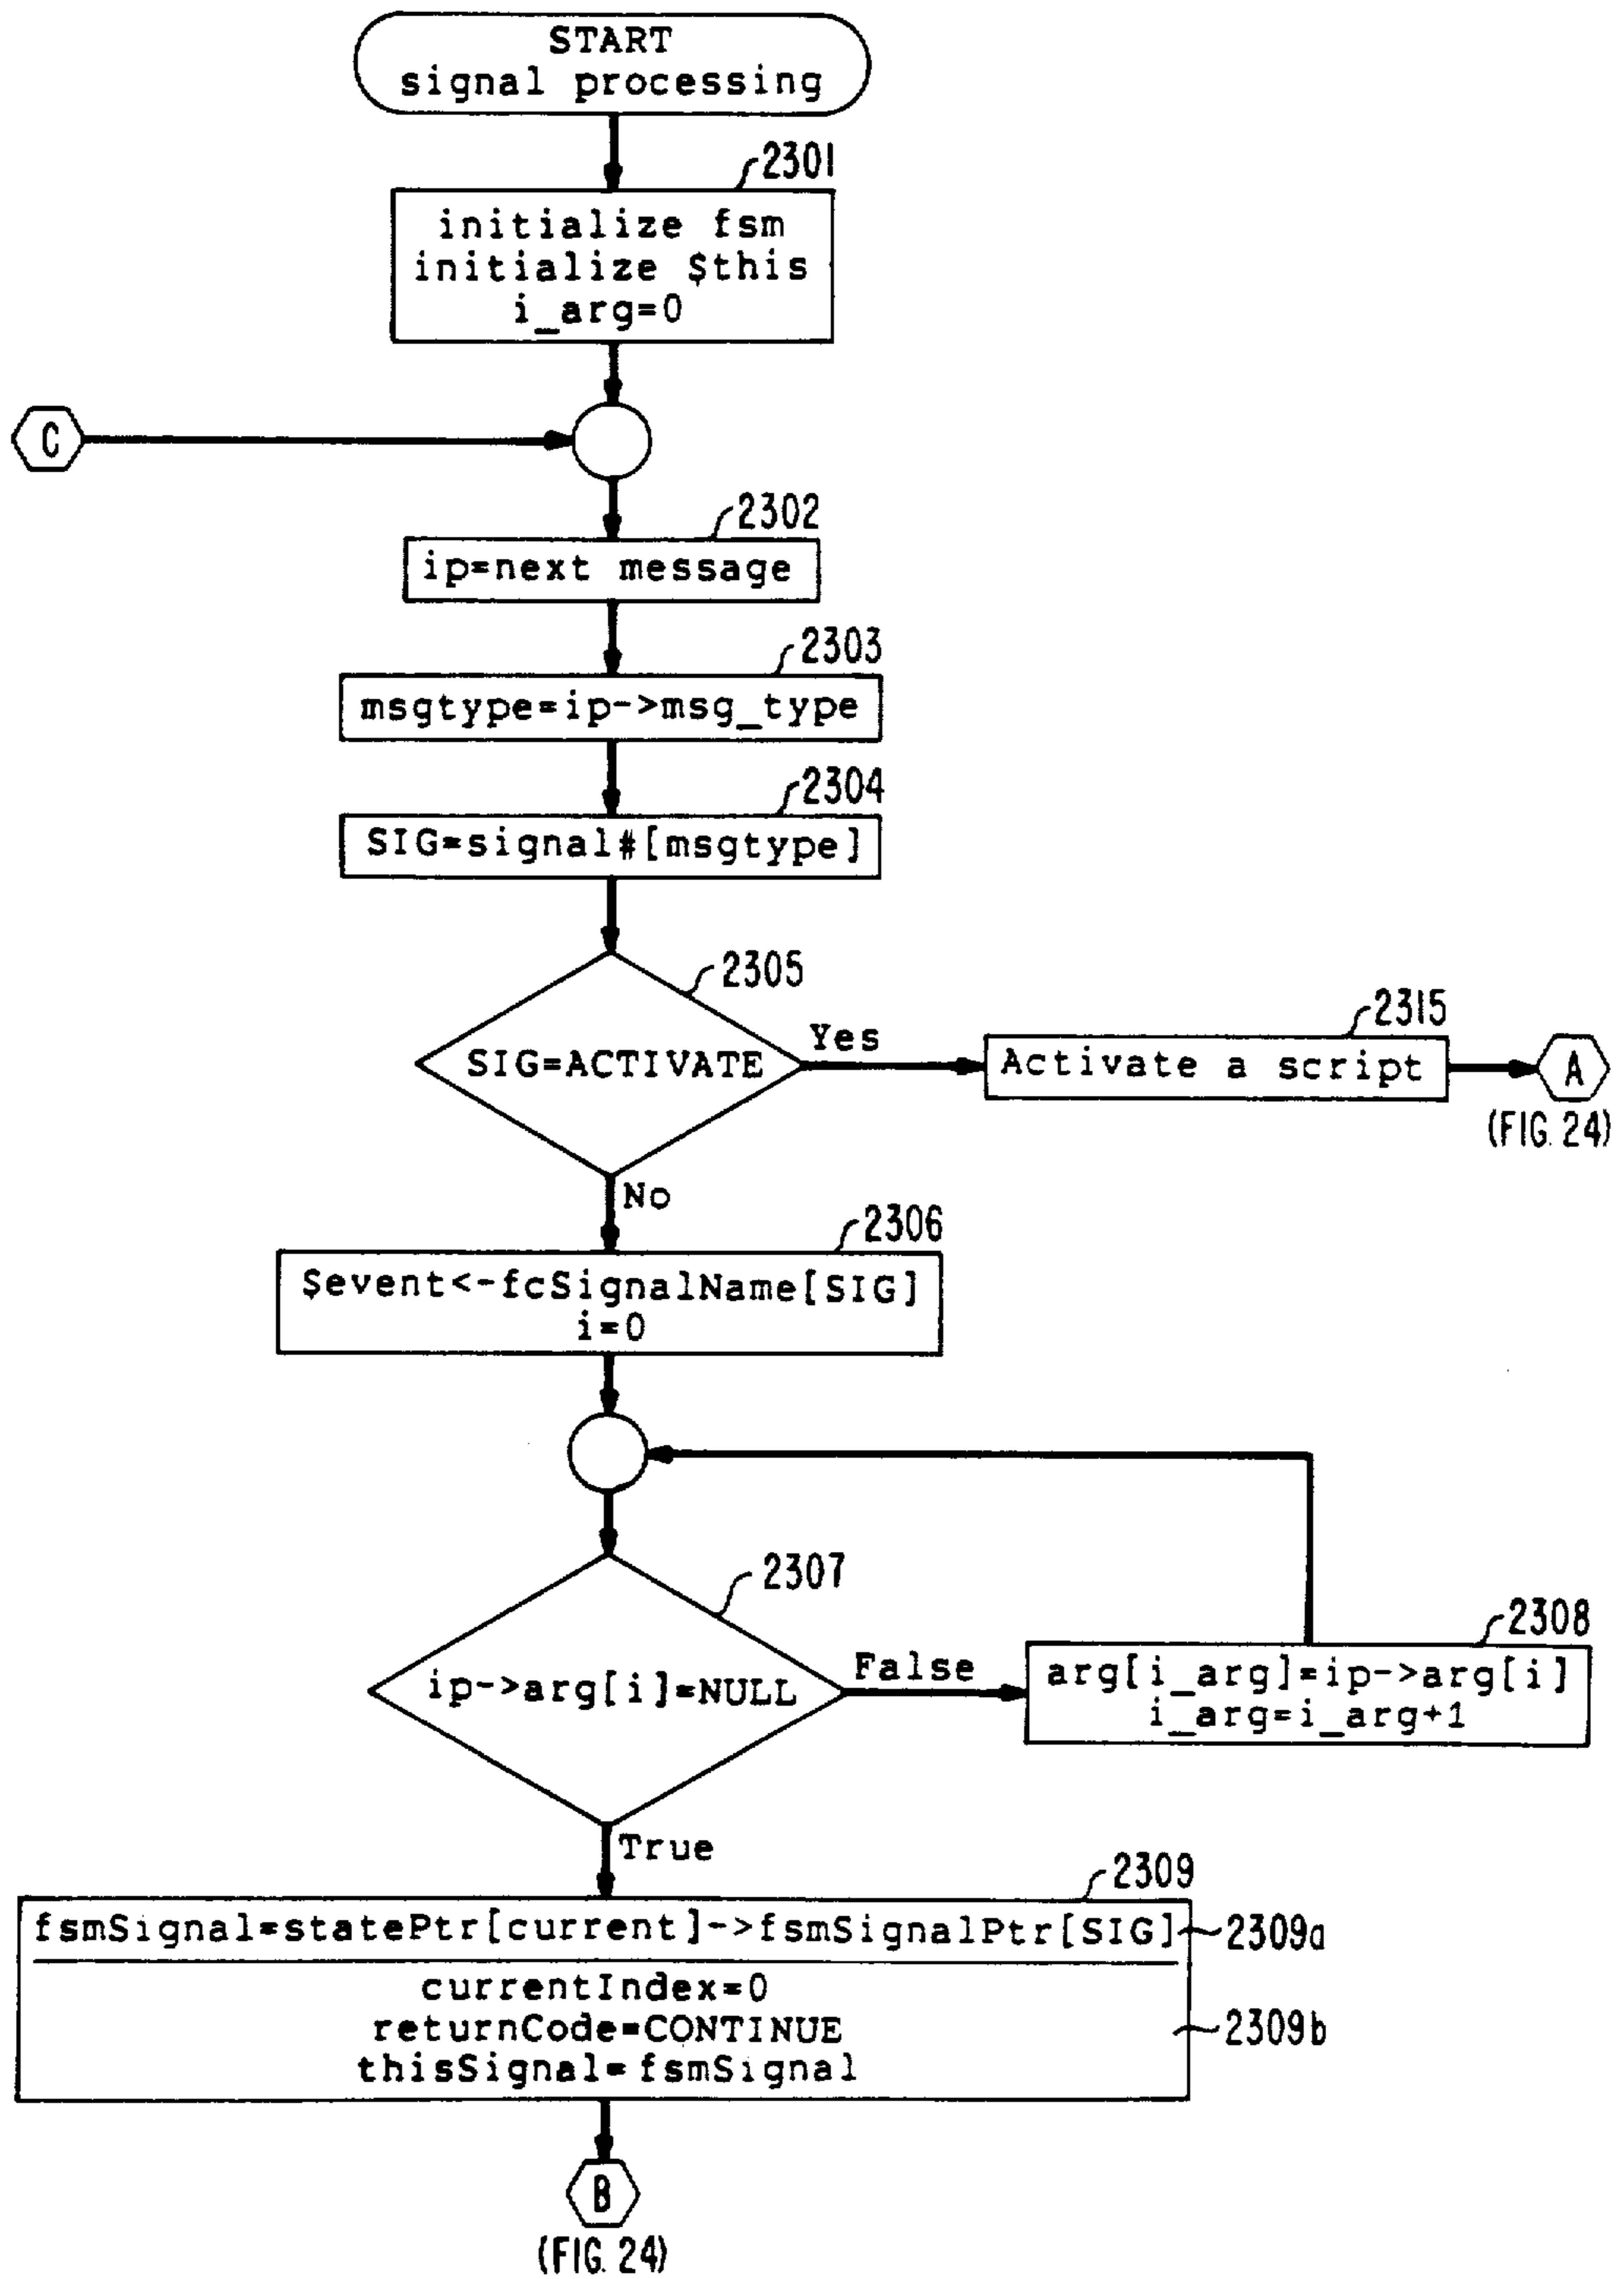 START
signal processing
2301
initialize fsm
initialize $this
i_arg=0
C
2302
ip=next message
2303
msgtype=ip->msg_type
2304
SIG=signal#[msgtype]
2305
SIG=ACTIVATE
Yes
2315
Activate a script
A
(FIG. 24)
No
2306
$event<-fcSignalName[SIG]
i=0
2307
ip->arg[i]=NULL
False
2308
arg[i_arg]=ip->arg[i]
i_arg=i_arg+1
True
2309
fsmSignal=statePtr[current]->fsmSignalPtr[SIG]
2309a
currentIndex=0
returnCode=CONTINUE
2309b
thisSignal=fsmSignal
B
(FIG. 24)